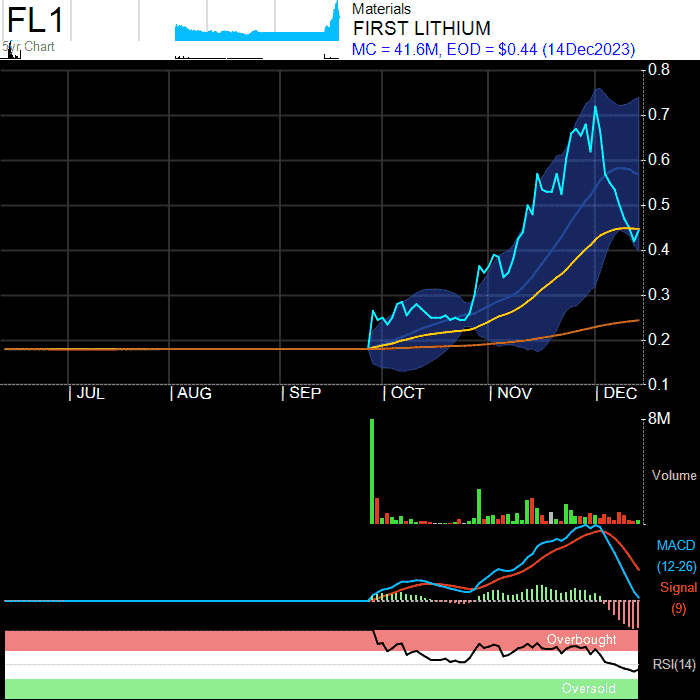 FL1
5yr Chart
Materials
FIRST LITHIUM
MC = 41.6M, EOD = $0.44 (14Dec2023)
0.8
0.7
0.6
0.5
0.4
0.3
0.2
0.1
JUL AUG SEP OCT NOV DEC
8M
Volume
MACD
(12-26)
Signal
(9)
Overbought
RSI(14)
Oversold